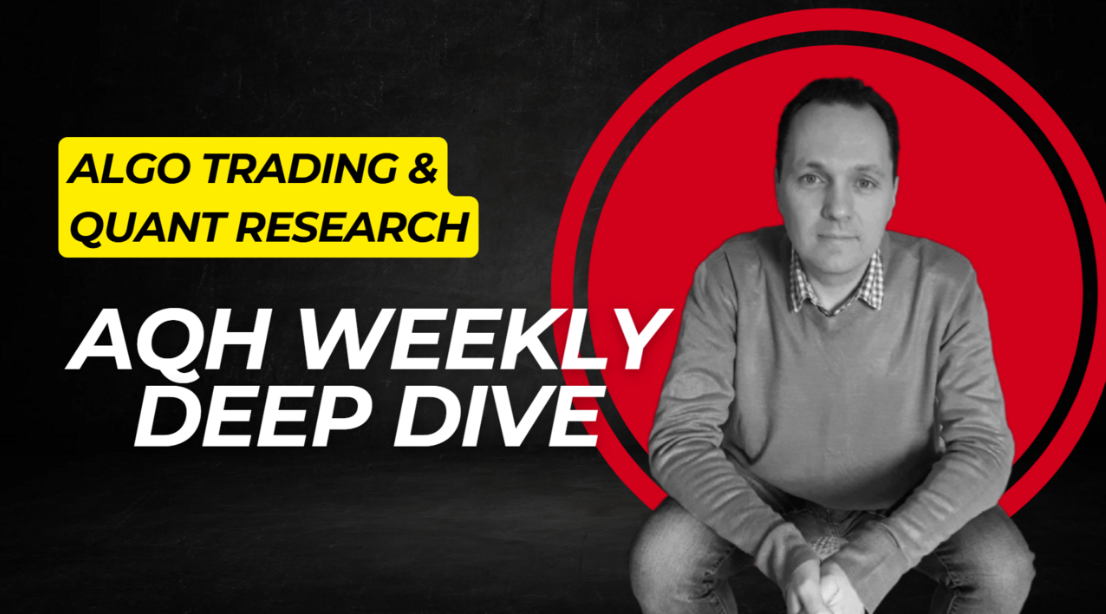 ALGO TRADING &
QUANT RESEARCH
AQH WEEKLY
DEEP DIVE